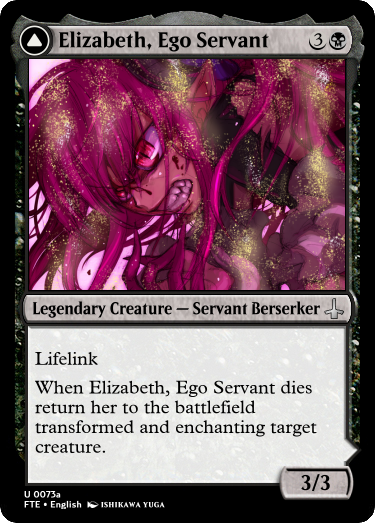 Elizabeth, Ego Servant 3
Legendary Creature — Servant Berserker
Lifelink
When Elizabeth, Ego Servant dies
return her to the battlefield
transformed and enchanting target
creature.
3/3
U 0073a
FTE • English ISHIKAWA YUGA